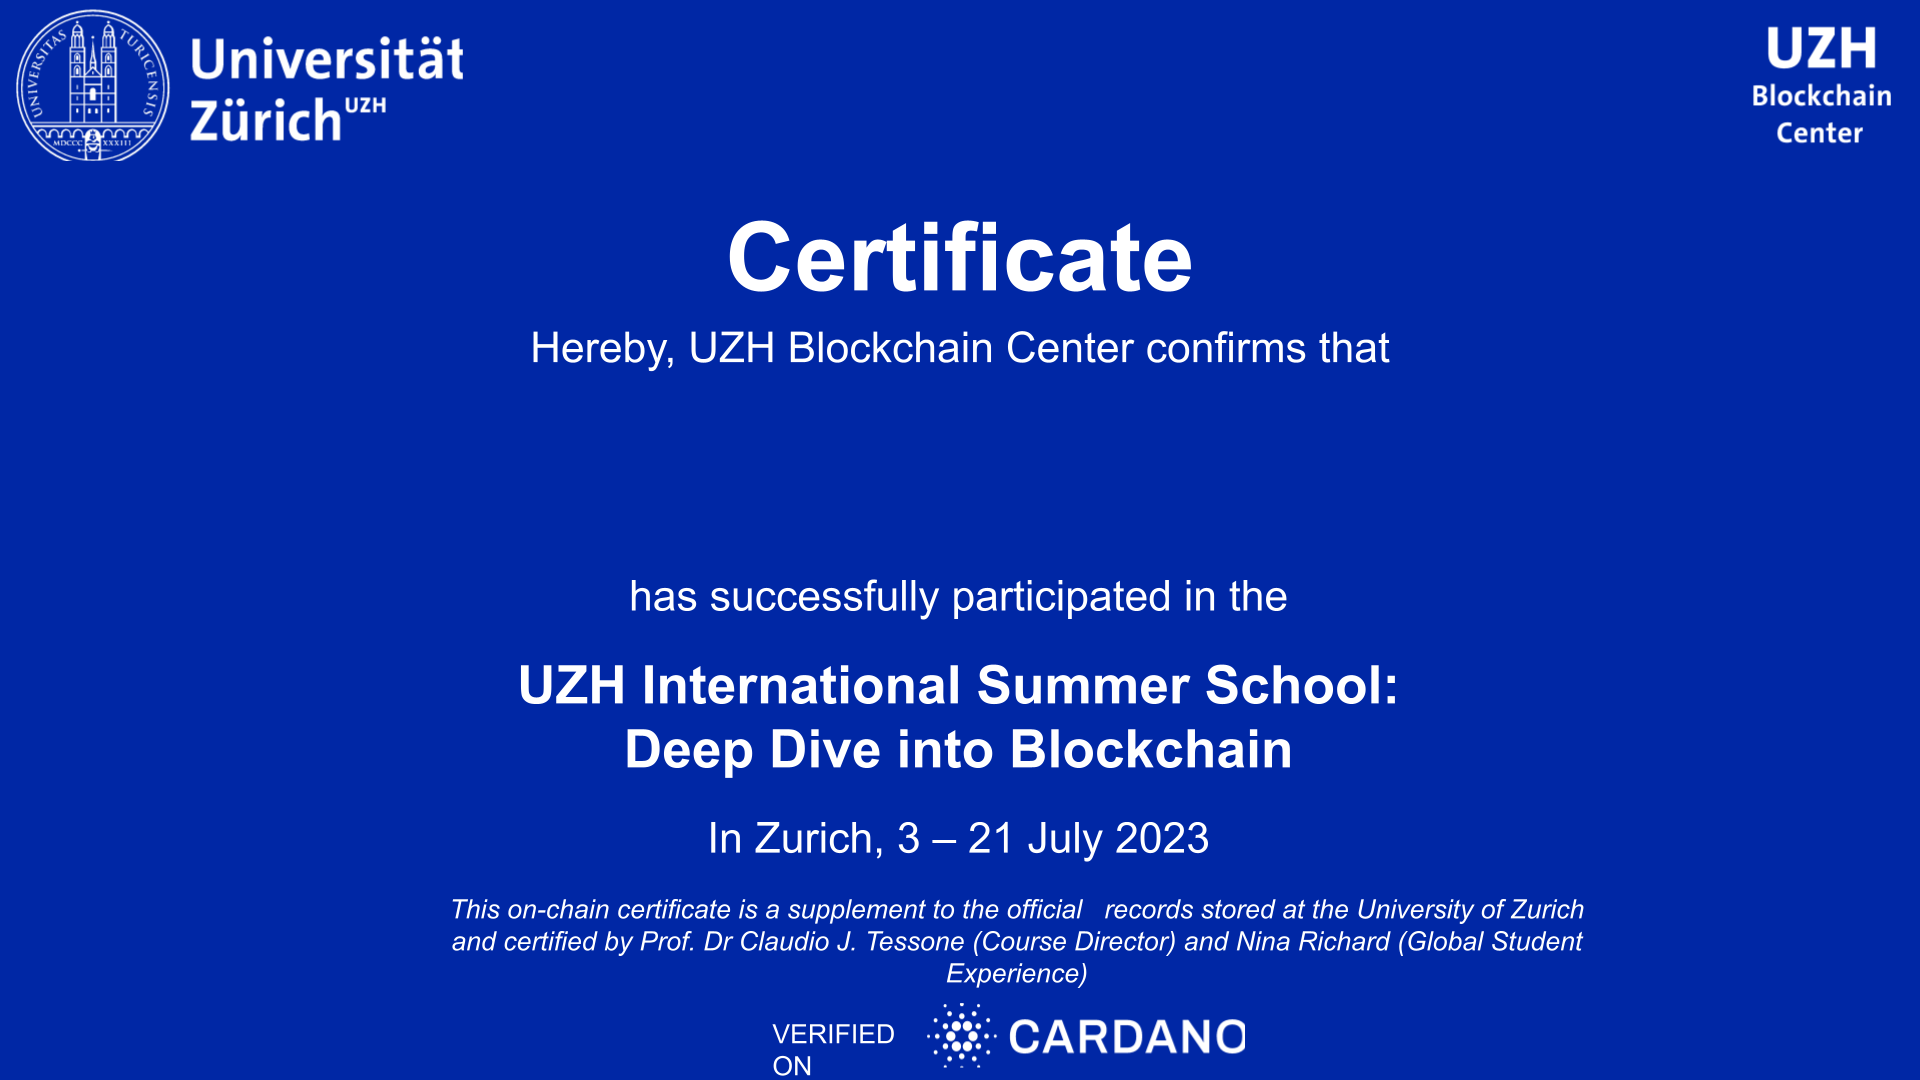 UNIVERSITAS TURICENSIS
MDCCC XXXIII
Universität
Zürich UZH
UZH
Blockchain
Center
Certificate
Hereby, UZH Blockchain Center confirms that
has successfully participated in the
UZH International Summer School:
Deep Dive into Blockchain
In Zurich, 3 – 21 July 2023
This on-chain certificate is a supplement to the official records stored at the University of Zurich
and certified by Prof. Dr Claudio J. Tessone (Course Director) and Nina Richard (Global Student
Experience)
VERIFIED
ON
CARDANO